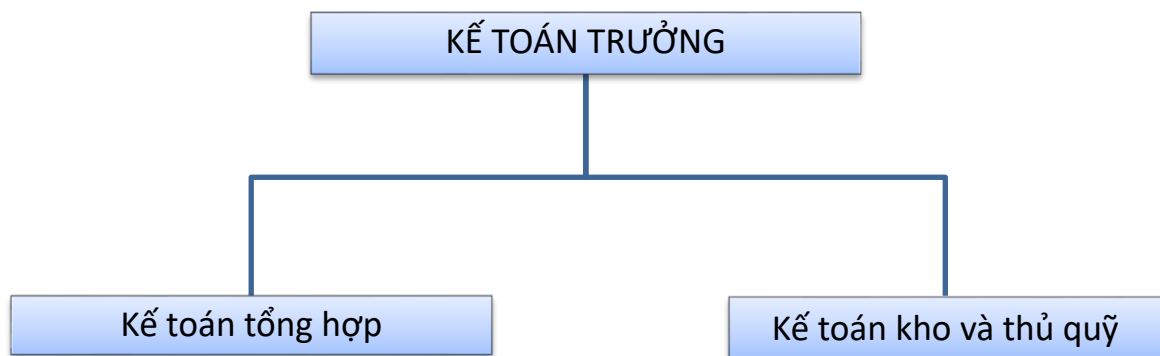 KẾ TOÁN TRƯỞNG
Kế toán tổng hợp
Kế toán kho và thủ quỹ